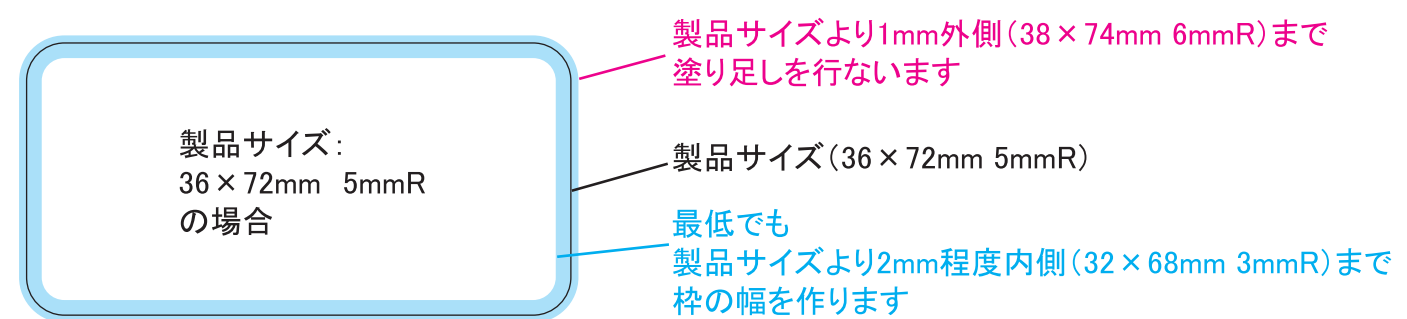 製品サイズより1mm外側（38×74mm 6mmR）まで
塗り足しを行ないます
製品サイズ：
36×72mm　5mmR
の場合
製品サイズ（36×72mm 5mmR）
最低でも
製品サイズより2mm程度内側（32×68mm 3mmR）まで
枠の幅を作ります